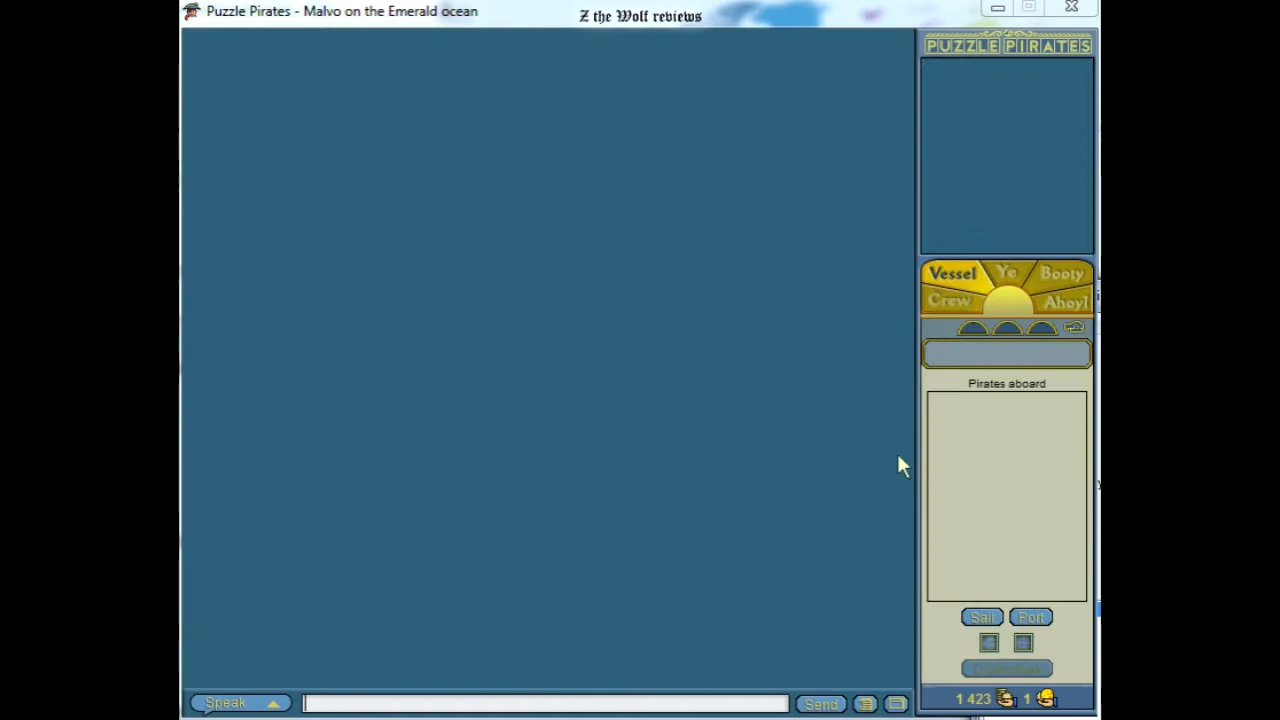 Puzzle Pirates - Malvo on the Emerald ocean
Z the Wolf reviews
PUZZLE PIRATES
Vessel Ye Booty
Crew Ahoy!
Pirates aboard
Sail Port
1 423 1
Speak Send